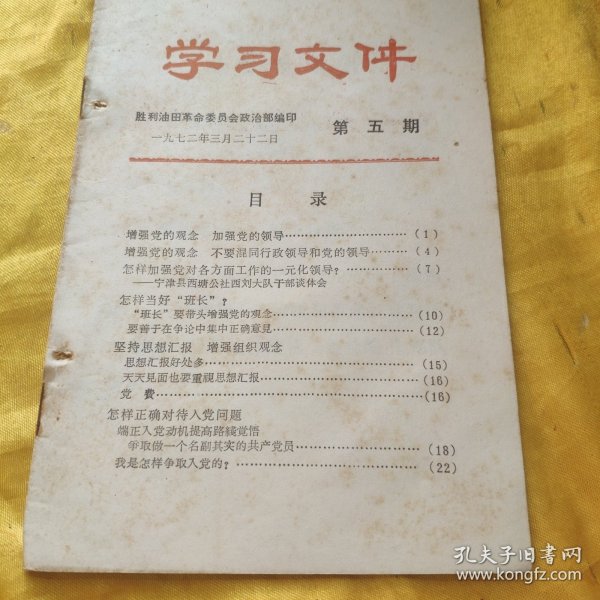 学习文件
胜利油田革命委员会政治部编印
第五期
一九七二年三月二十二日
目录
增强党的观念 加强党的领导……………………………(1)
增强党的观念 不要混同行政领导和党的领导………(4)
怎样加强党对各方面工作的一元化领导?……………(7)
——宁津县西塘公社西刘大队干部谈体会
怎样当好“班长”?
“班长”要带头增强党的观念……………………………(10)
要善于在争论中集中正确意见……………………………(12)
坚持思想汇报 增强组织观念
思想汇报好处多……………………………………………(15)
天天见面也要重视思想汇报………………………………(16)
党费…………………………………………………………(16)
怎样正确对待入党问题
端正入党动机提高路綫觉悟
争取做一个名副其实的共产党员…………………………(18)
我是怎样争取入党的?……………………………………(22)
孔夫子旧书网
www.kongfz.com